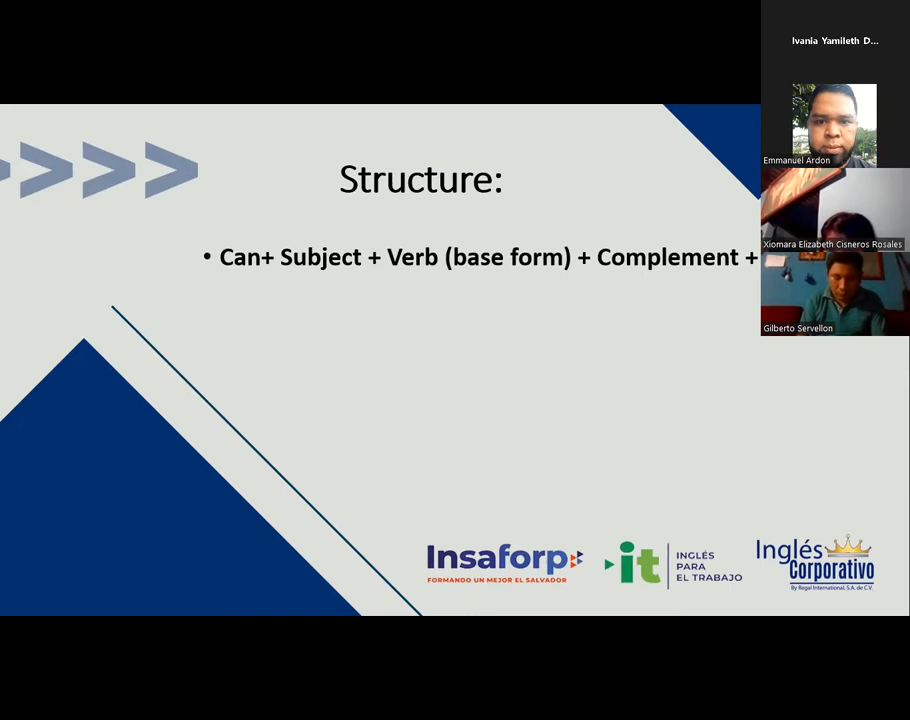 Ivania Yamileth D...
Emmanuel Ardon
Structure:
Xiomara Elizabeth Cisneros Rosales
• Can+ Subject + Verb (base form) + Complement +
Gilberto Servellon
Insaforp
FORMANDO UN MEJOR EL SALVADOR
it
INGLÉS
PARA
EL TRABAJO
Inglés
Corporativo
By Regal International, S.A. de C.V.